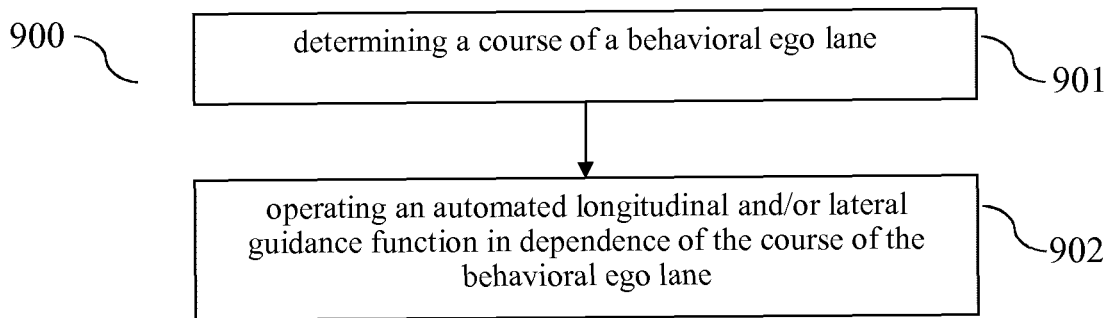 900
determining a course of a behavioral ego lane
901
operating an automated longitudinal and/or lateral
guidance function in dependence of the course of the
behavioral ego lane
902